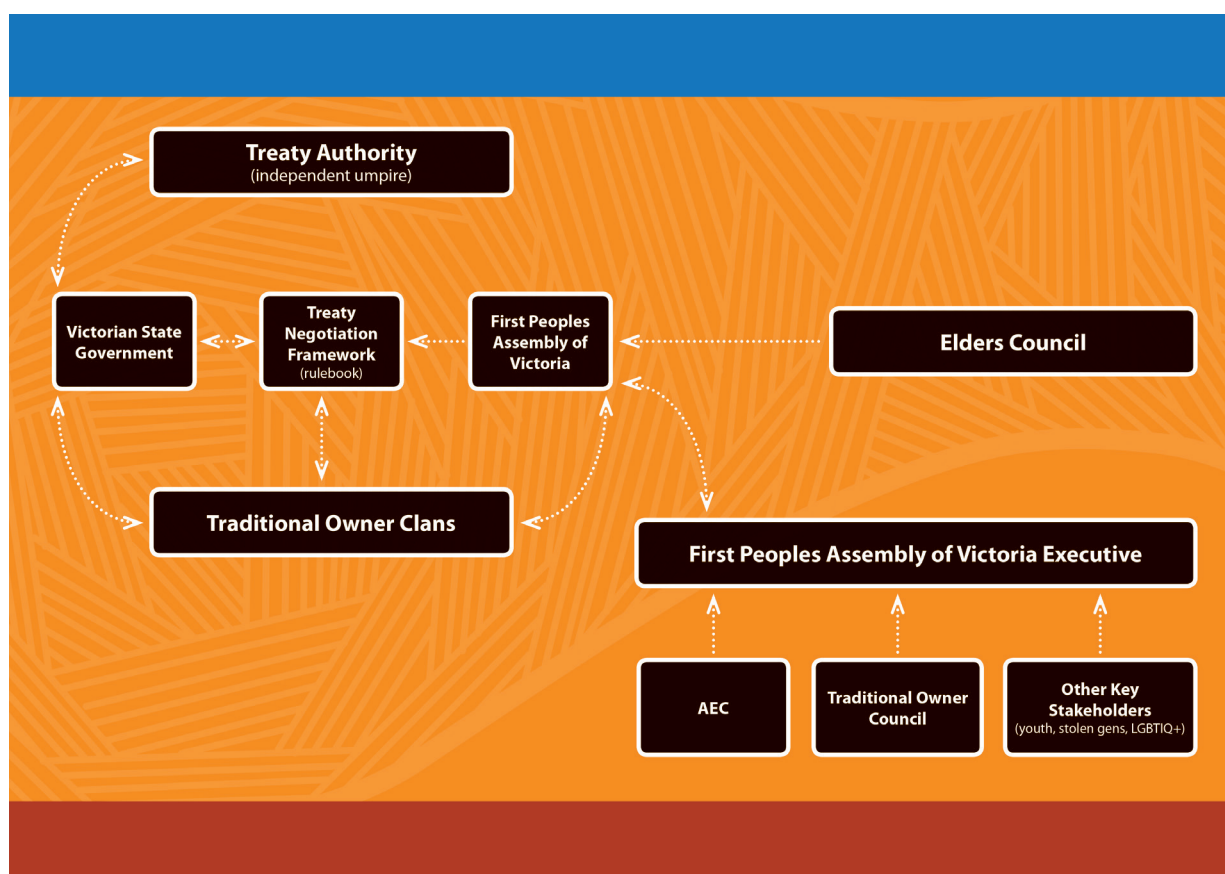 Treaty Authority
(independent umpire)
Victorian State
Government
Treaty
Negotiation
Framework
(rulebook)
First Peoples
Assembly of
Victoria
Elders Council
Traditional Owner Clans
First Peoples Assembly of Victoria Executive
AEC
Traditional Owner
Council
Other Key
Stakeholders
(youth, stolen gens, LGBTIQ+)